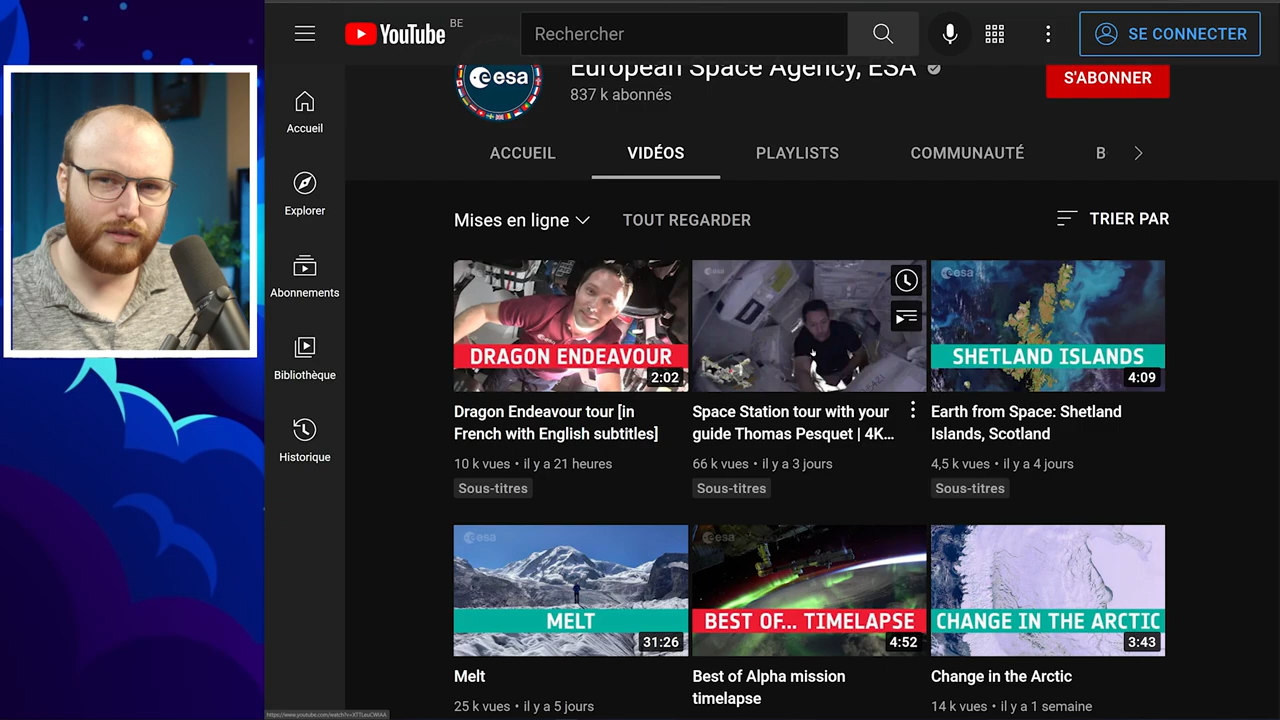 YouTube BE
Rechercher
SE CONNECTER
Accueil
Explorer
Abonnements
Bibliothèque
Historique
esa
European Space Agency, ESA
837 k abonnés
S'ABONNER
ACCUEIL VIDÉOS PLAYLISTS COMMUNAUTÉ B
Mises en ligne TOUT REGARDER TRIER PAR
DRAGON ENDEAVOUR
2:02
Dragon Endeavour tour [in
French with English subtitles]
10 k vues • il y a 21 heures
Sous-titres
esa
Space Station tour with your
guide Thomas Pesquet | 4K...
66 k vues • il y a 3 jours
Sous-titres
esa
SHETLAND ISLANDS
4:09
Earth from Space: Shetland
Islands, Scotland
4,5 k vues • il y a 4 jours
Sous-titres
esa
MELT
31:26
Melt
25 k vues • il y a 5 jours
esa
BEST OF... TIMELAPSE
4:52
Best of Alpha mission
timelapse
CHANGE IN THE ARCTIC
3:43
Change in the Arctic
14 k vues • il y a 1 semaine